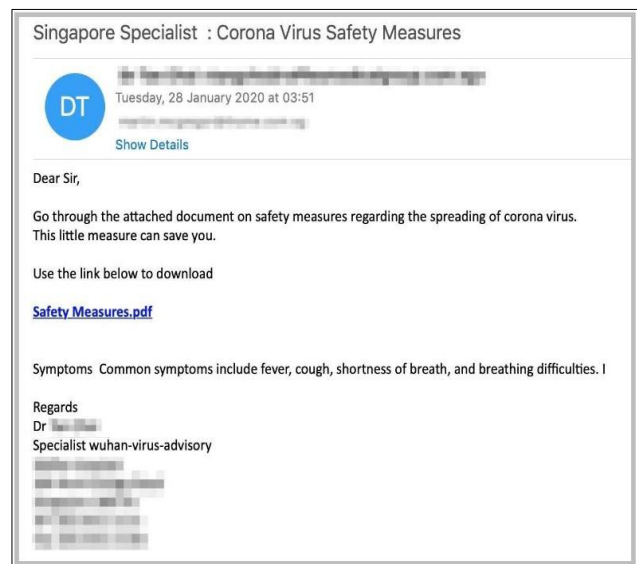 Singapore Specialist : Corona Virus Safety Measures
DT
Tuesday, 28 January 2020 at 03:51
Show Details
Dear Sir,
Go through the attached document on safety measures regarding the spreading of corona virus.
This little measure can save you.
Use the link below to download
Safety Measures.pdf
Symptoms Common symptoms include fever, cough, shortness of breath, and breathing difficulties. I
Regards
Dr
Specialist wuhan-virus-advisory